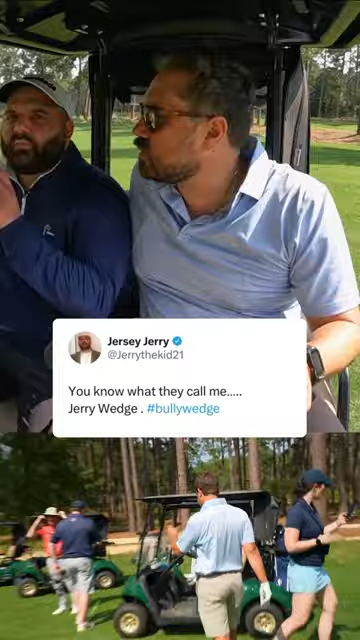 Jersey Jerry
@Jerrythekid21
You know what they call me.....
Jerry Wedge . #bullywedge